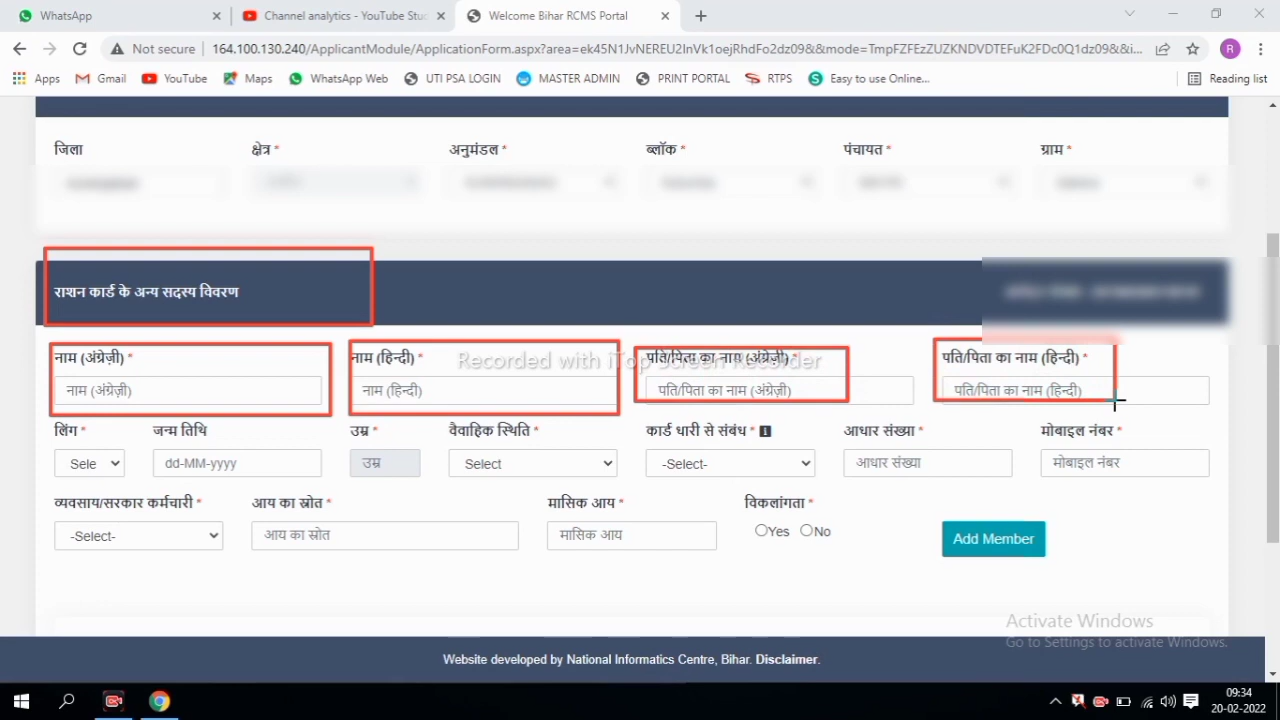 WhatsApp
Channel analytics - YouTube Stu
Welcome Bihar RCMS Portal
Not secure | 164.100.130.240/ApplicantModule/ApplicationForm.aspx?area=ek45N1JvNEREU2InVk1oejRhdFo2dz09&&mode=TmpFZFEzZUZKNDVDTEFuK2FDc0Q1dz09&&i...
R
Apps Gmail YouTube Maps WhatsApp Web UTI PSA LOGIN MASTER ADMIN PRINT PORTAL RTPS Easy to use Online... Reading list
जिला क्षेत्र * अनुमंडल * ब्लॉक * पंचायत * ग्राम *
राशन कार्ड के अन्य सदस्य विवरण
नाम (अंग्रेज़ी) * नाम (हिन्दी) * पति/पिता का नाम (अंग्रेज़ी) * पति/पिता का नाम (हिन्दी) *
Recorded with iTop Screen Recorder
नाम (अंग्रेज़ी) नाम (हिन्दी) पति/पिता का नाम (अंग्रेज़ी) पति/पिता का नाम (हिन्दी)
लिंग * जन्म तिथि उम्र * वैवाहिक स्थिति * कार्ड धारी से संबंध * i आधार संख्या * मोबाइल नंबर *
Sele dd-MM-yyyy उम्र Select -Select- आधार संख्या मोबाइल नंबर
व्यवसाय/सरकार कर्मचारी * आय का स्रोत * मासिक आय * विकलांगता *
-Select- आय का स्रोत मासिक आय Yes No Add Member
Activate Windows
Go to Settings to activate Windows.
Website developed by National Informatics Centre, Bihar. Disclaimer.
09:34
20-02-2022